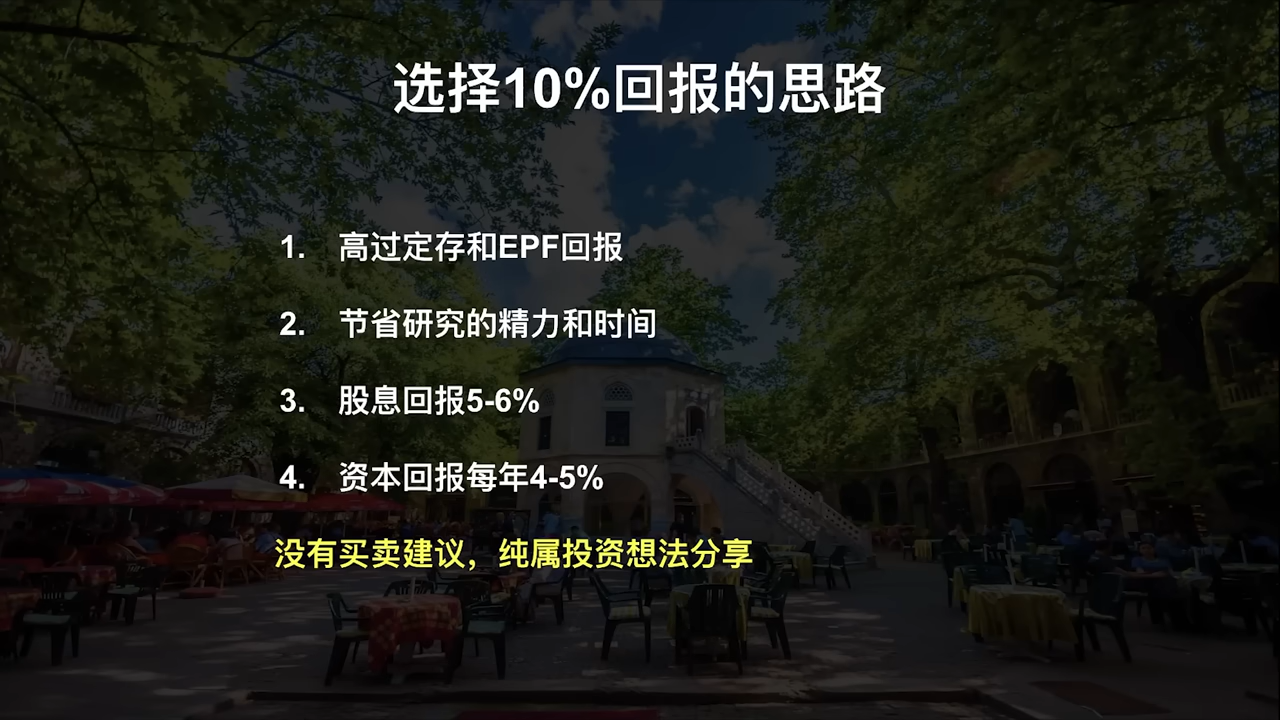 选择10%回报的思路
1. 高过定存和EPF回报
2. 节省研究的精力和时间
3. 股息回报5-6%
4. 资本回报每年4-5%
没有买卖建议，纯属投资想法分享